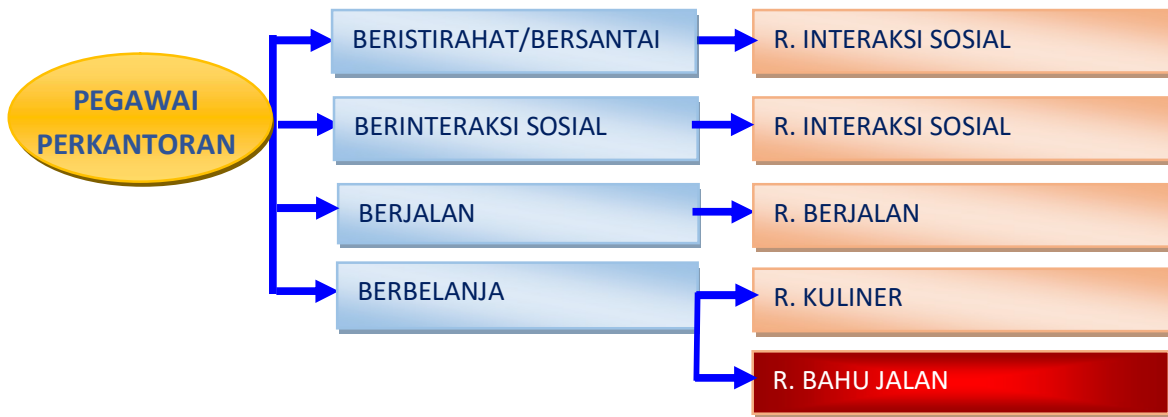 PEGAWAI
PERKANTORAN
BERISTIRAHAT/BERSANTAI
R. INTERAKSI SOSIAL
BERINTERAKSI SOSIAL
R. INTERAKSI SOSIAL
BERJALAN
R. BERJALAN
BERBELANJA
R. KULINER
R. BAHU JALAN